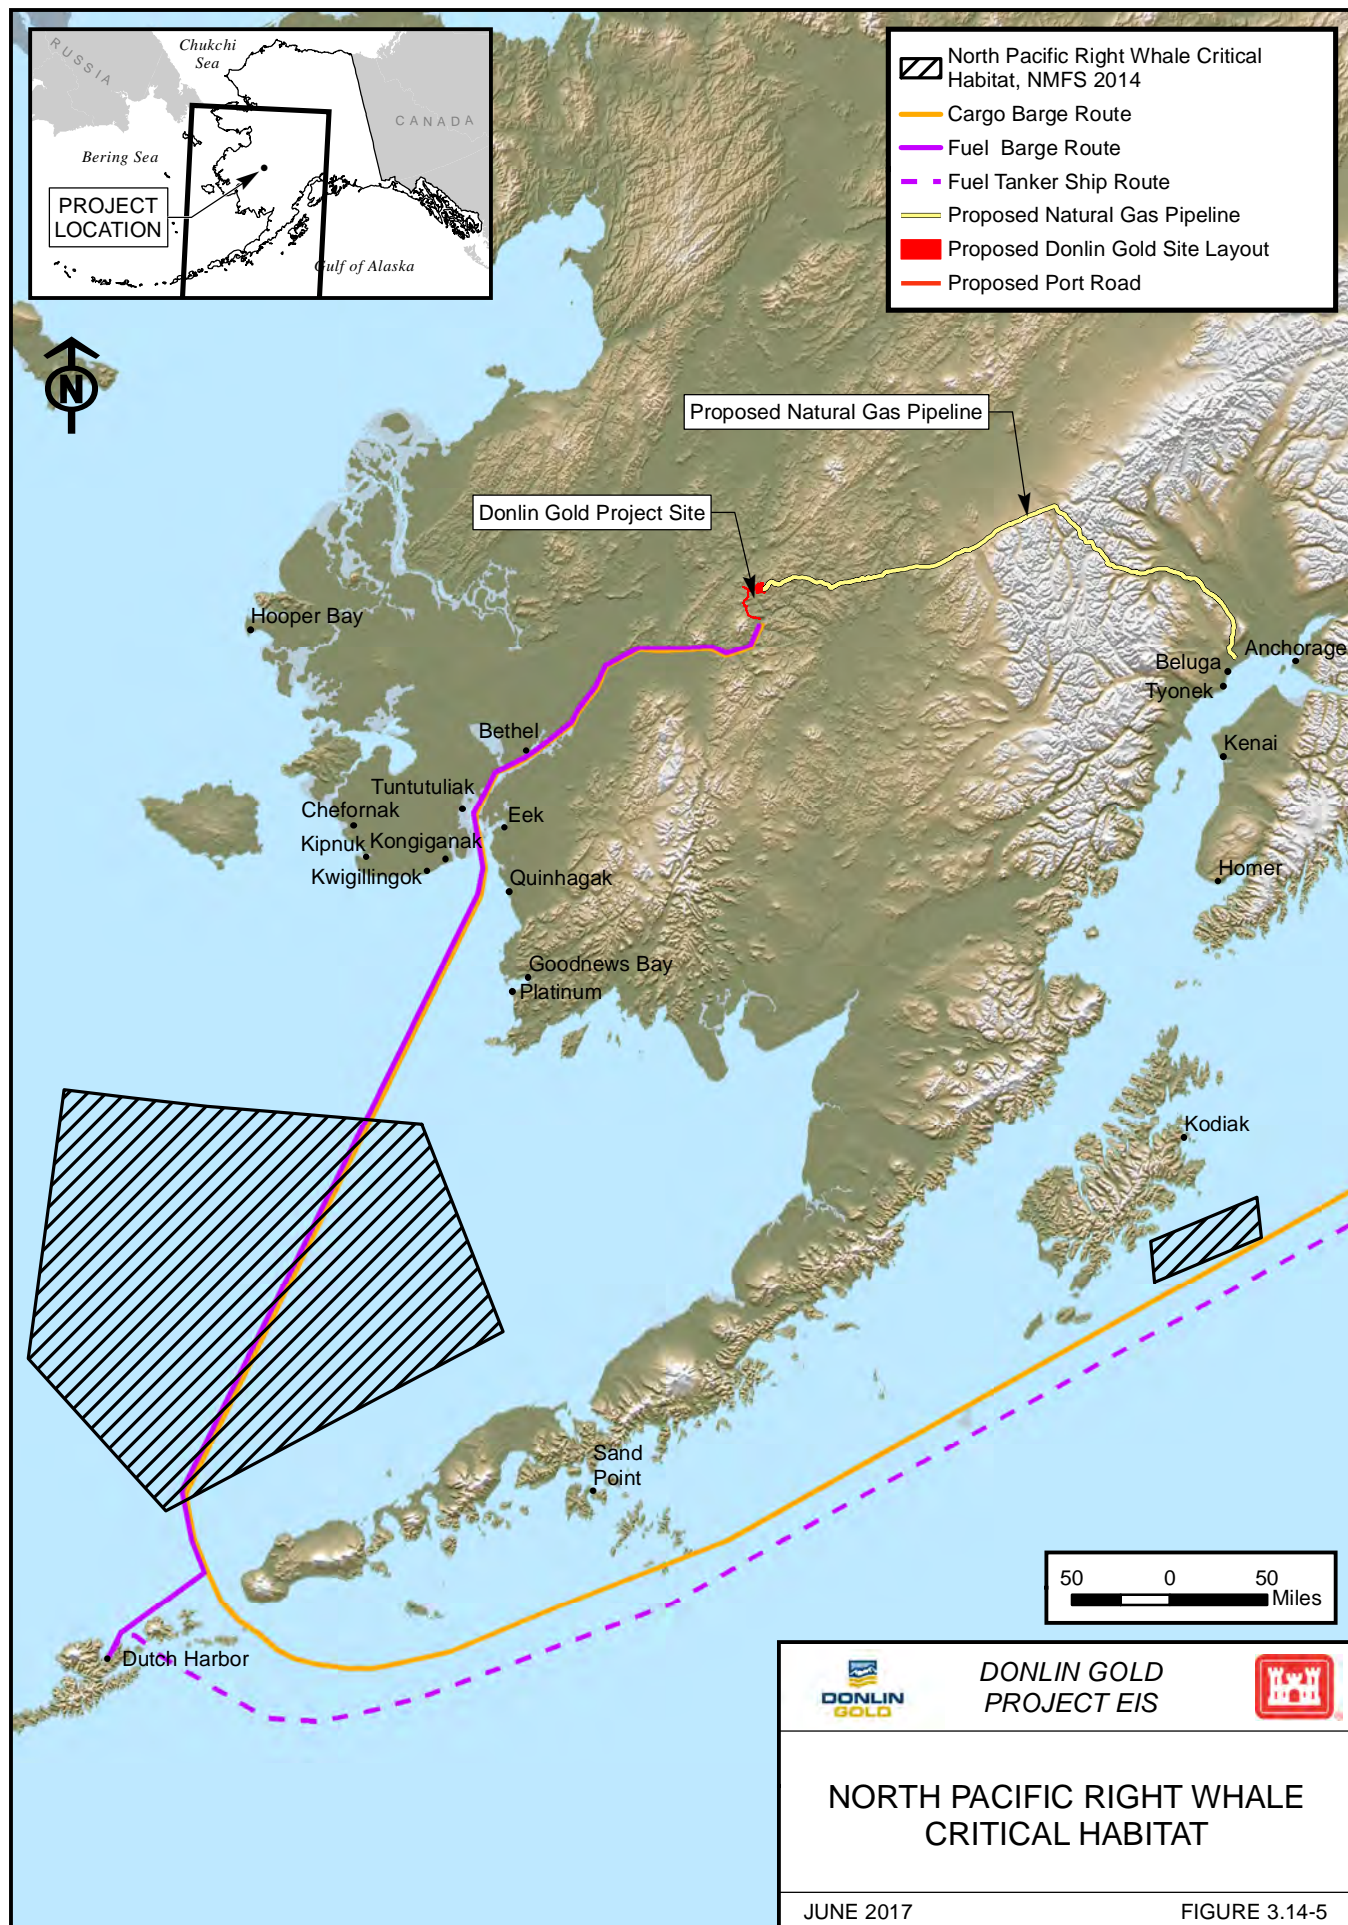 RUSSIA
Chukchi
Sea
CANADA
Bering Sea
PROJECT
LOCATION
Gulf of Alaska
North Pacific Right Whale Critical
Habitat, NMFS 2014
Cargo Barge Route
Fuel  Barge Route
Fuel Tanker Ship Route
Proposed Natural Gas Pipeline
Proposed Donlin Gold Site Layout
Proposed Port Road
N
Proposed Natural Gas Pipeline
Donlin Gold Project Site
Hooper Bay
Anchorage
Beluga
Tyonek
Bethel
Kenai
Tuntutuliak
Chefornak
Eek
Kipnuk
Kongiganak
Kwigillingok
Quinhagak
Homer
Goodnews Bay
Platinum
Kodiak
Sand
Point
Dutch Harbor
50 0 50
Miles
DONLIN
GOLD
DONLIN GOLD
PROJECT EIS
NORTH PACIFIC RIGHT WHALE
CRITICAL HABITAT
JUNE 2017
FIGURE 3.14-5